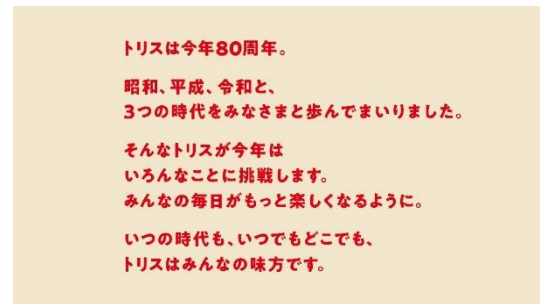 トリスは今年80周年。
昭和、平成、令和と、
3つの時代をみなさまと歩んでまいりました。
そんなトリスが今年は
いろんなことに挑戦します。
みんなの毎日がもっと楽しくなるように。
いつの時代も、いつでもどこでも、
トリスはみんなの味方です。